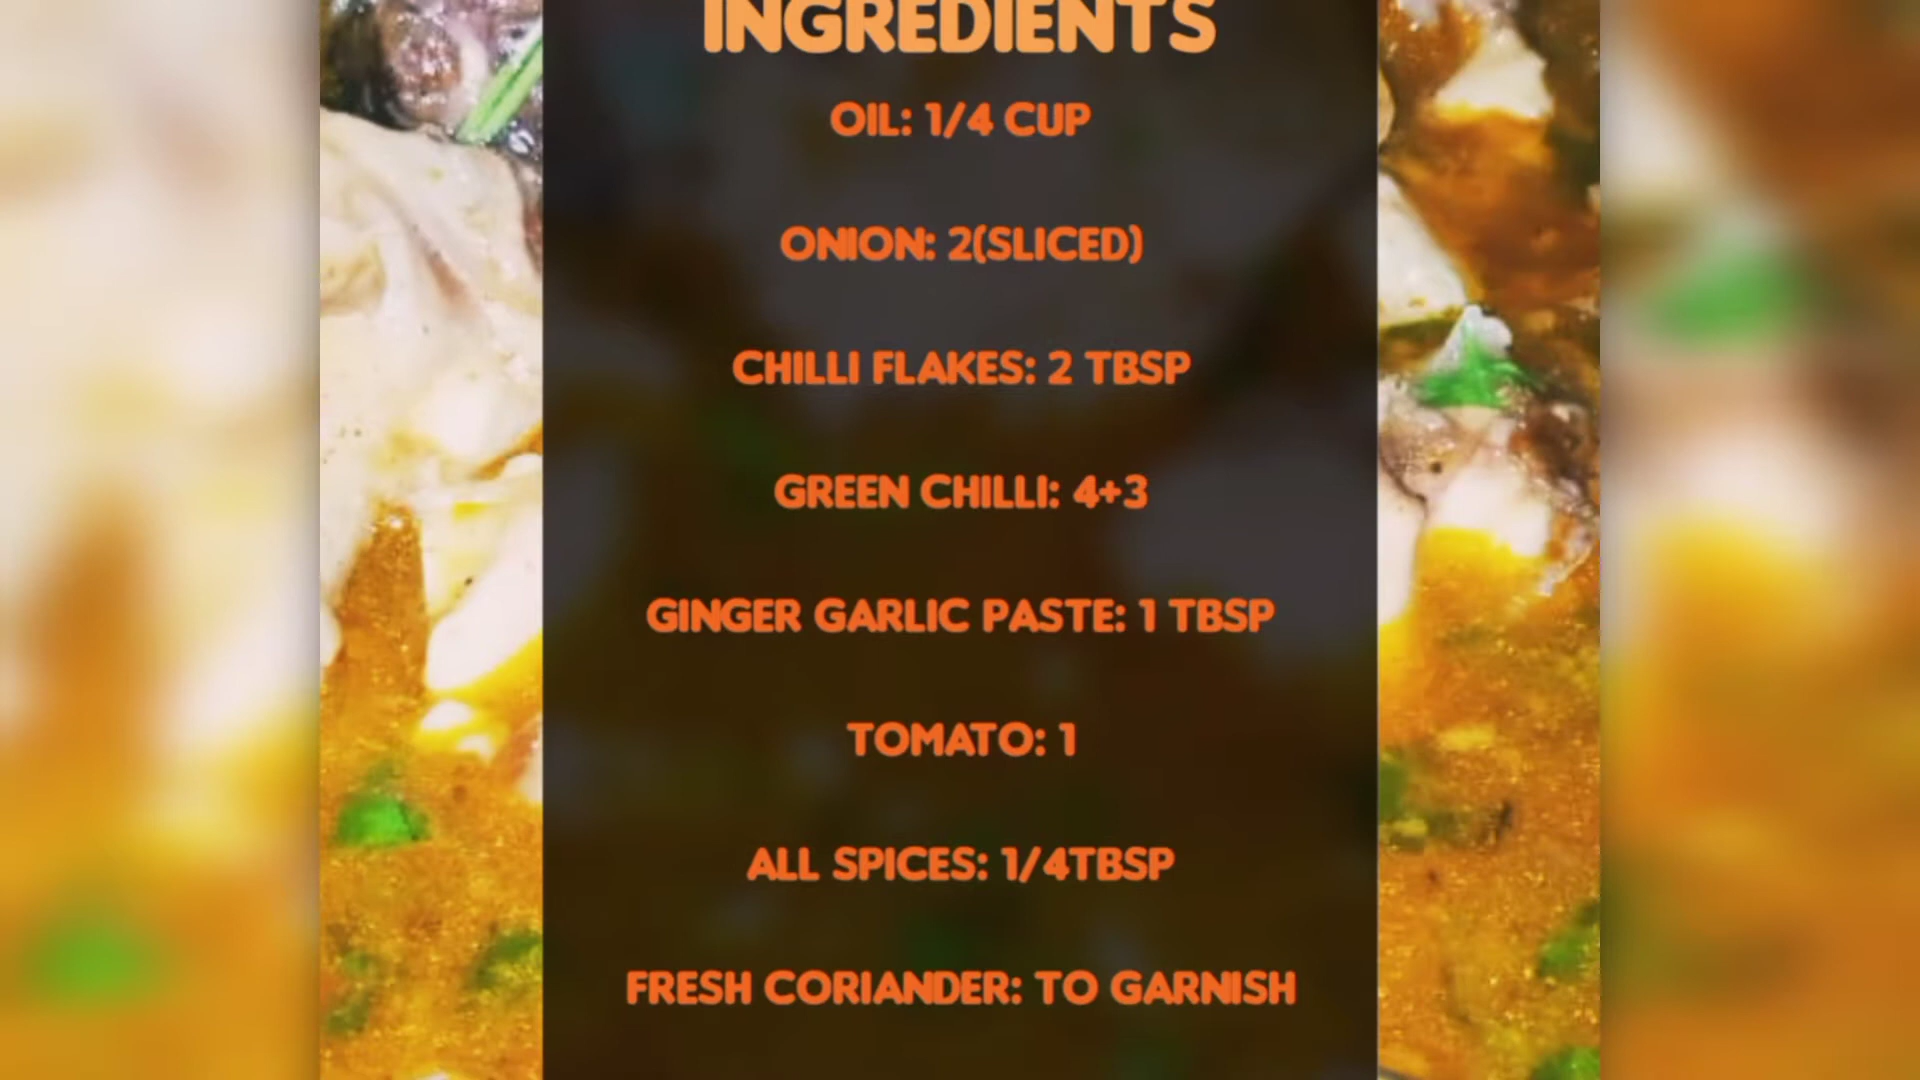 INGREDIENTS
OIL: 1/4 CUP
ONION: 2(SLICED)
CHILLI FLAKES: 2 TBSP
GREEN CHILLI: 4+3
GINGER GARLIC PASTE: 1 TBSP
TOMATO: 1
ALL SPICES: 1/4TBSP
FRESH CORIANDER: TO GARNISH